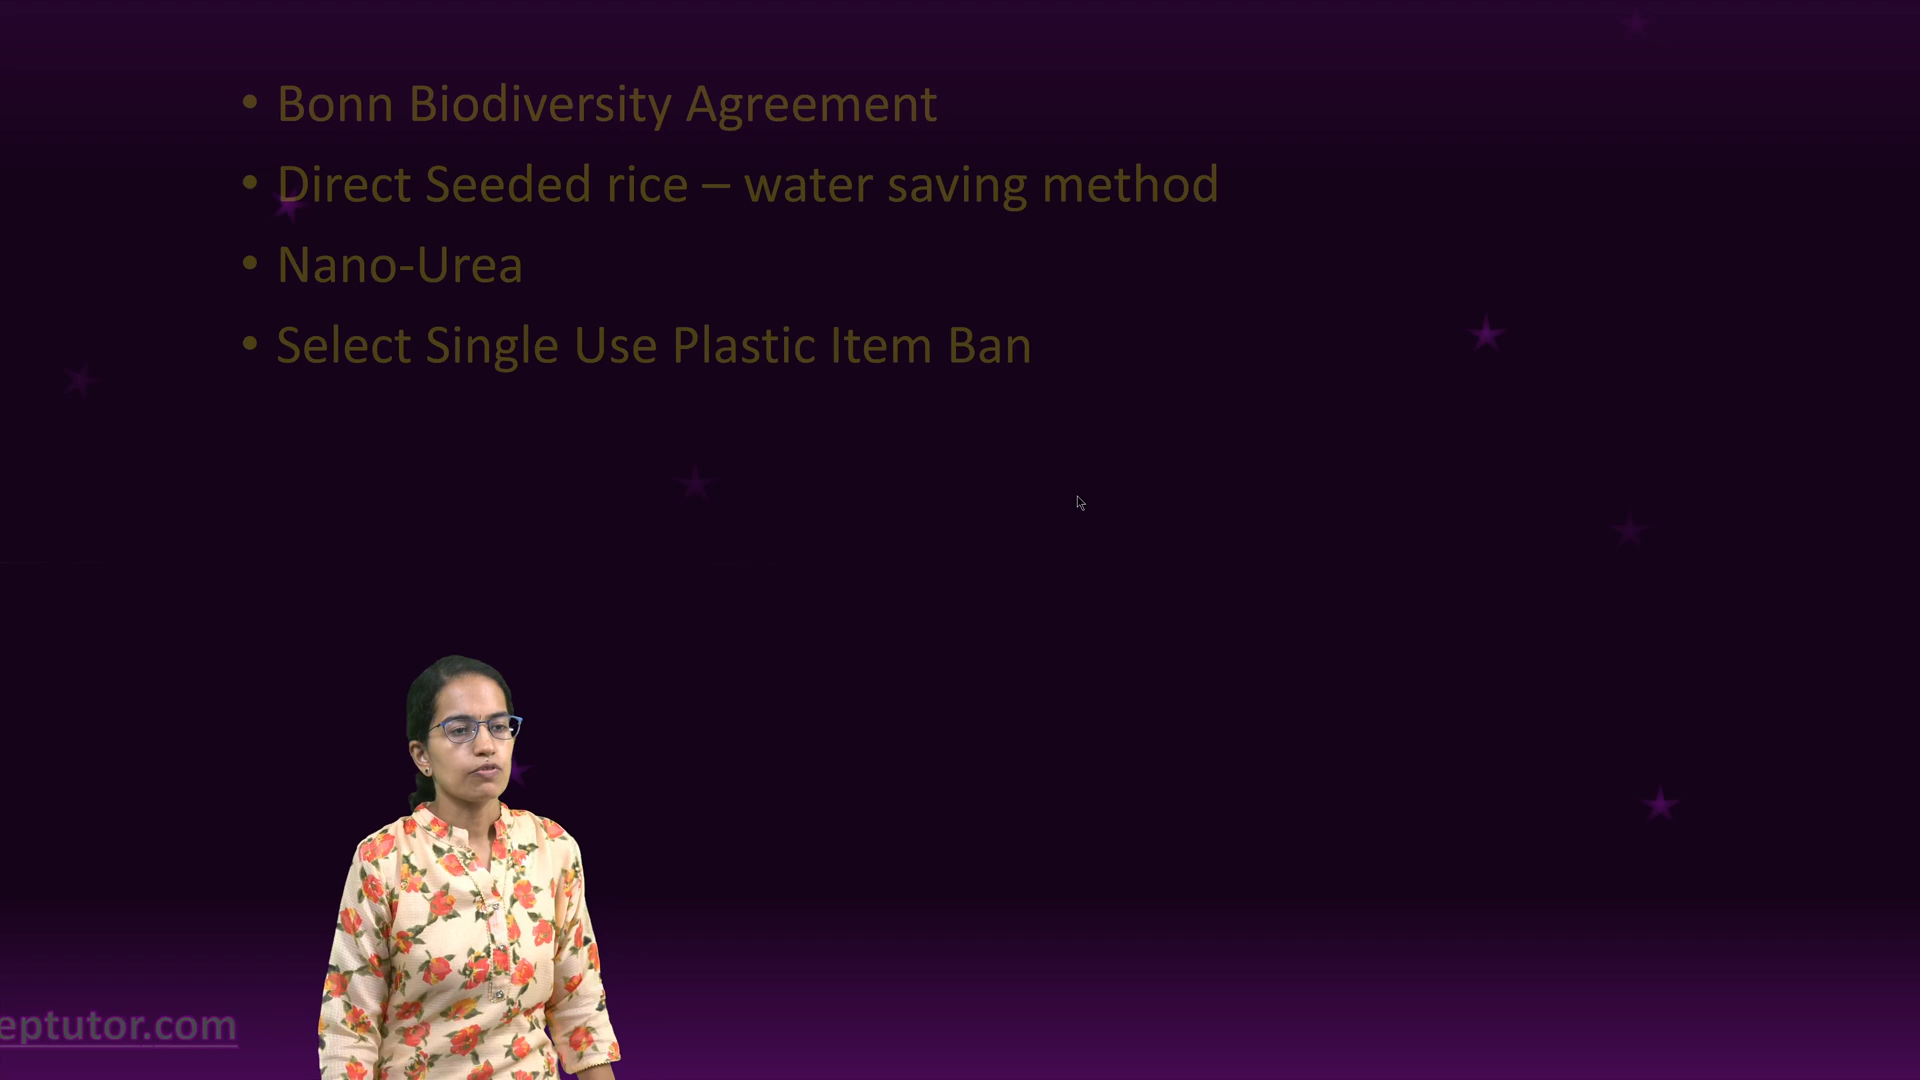 • Bonn Biodiversity Agreement
• Direct Seeded rice – water saving method
• Nano-Urea
• Select Single Use Plastic Item Ban
eptutor.com